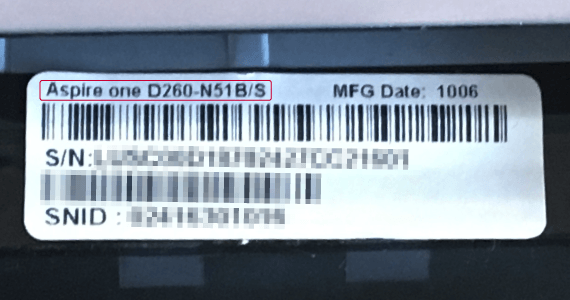 Aspire one D260-N51B/S MFG Date: 1006
S/N:
SNID :